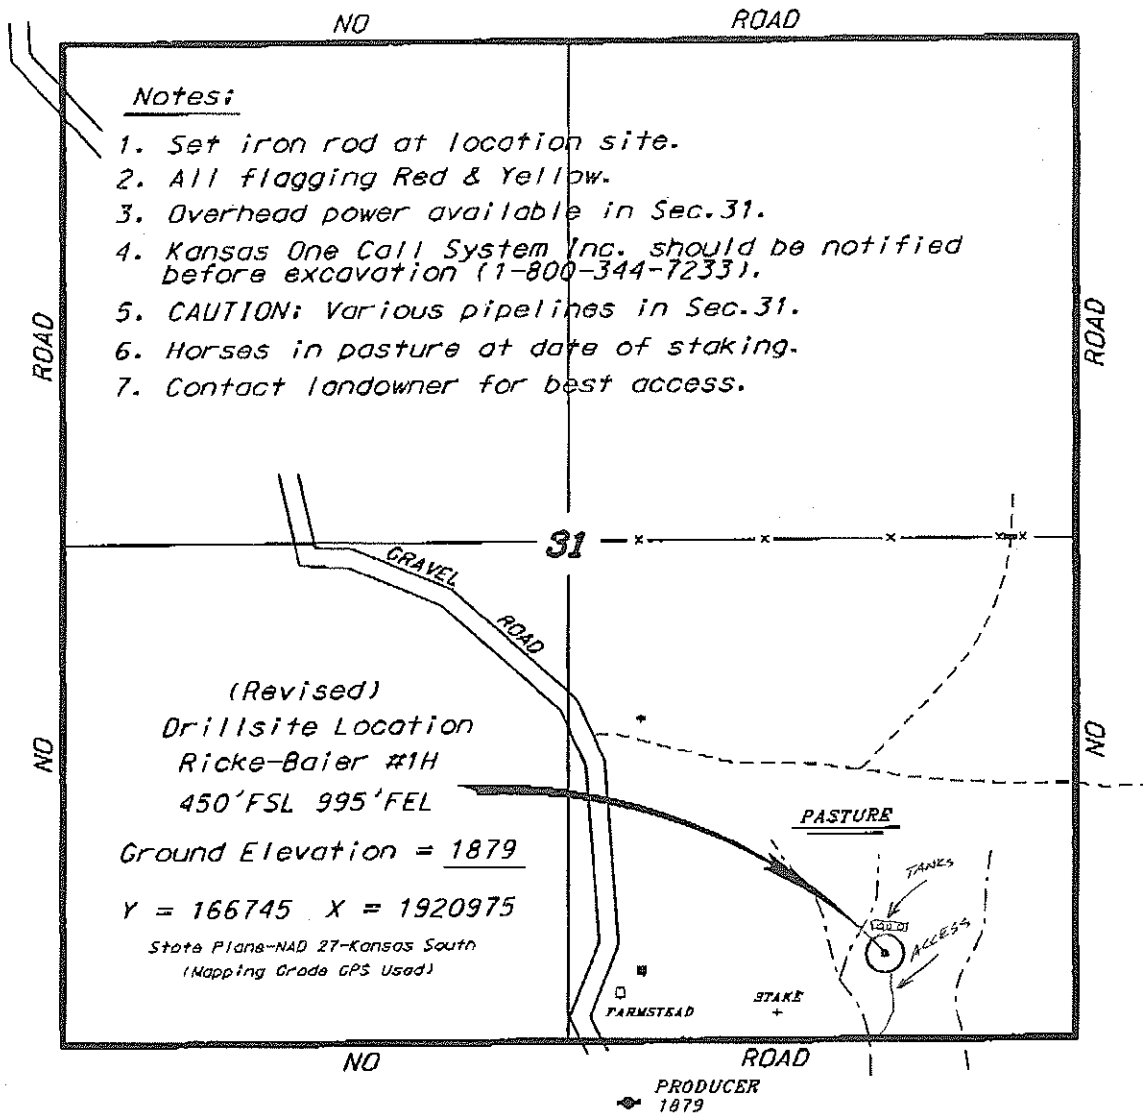 NO
ROAD
Notes:
1. Set iron rod at location site.
2. All flagging Red & Yellow.
3. Overhead power available in Sec.31.
4. Kansas One Call System Inc. should be notified
before excavation (1-800-344-7233).
5. CAUTION: Various pipelines in Sec.31.
6. Horses in pasture at date of staking.
7. Contact landowner for best access.
ROAD
ROAD
31
GRAVEL
ROAD
(Revised)
Drillsite Location
Ricke-Baier #1H
450'FSL 995'FEL
Ground Elevation = 1879
Y = 166745 X = 1920975
State Plane-NAD 27-Kansas South
(Mapping Grade GPS Used)
NO
NO
PASTURE
TANKS
ACCESS
STAKE
FARMSTEAD
NO
ROAD
PRODUCER
1879